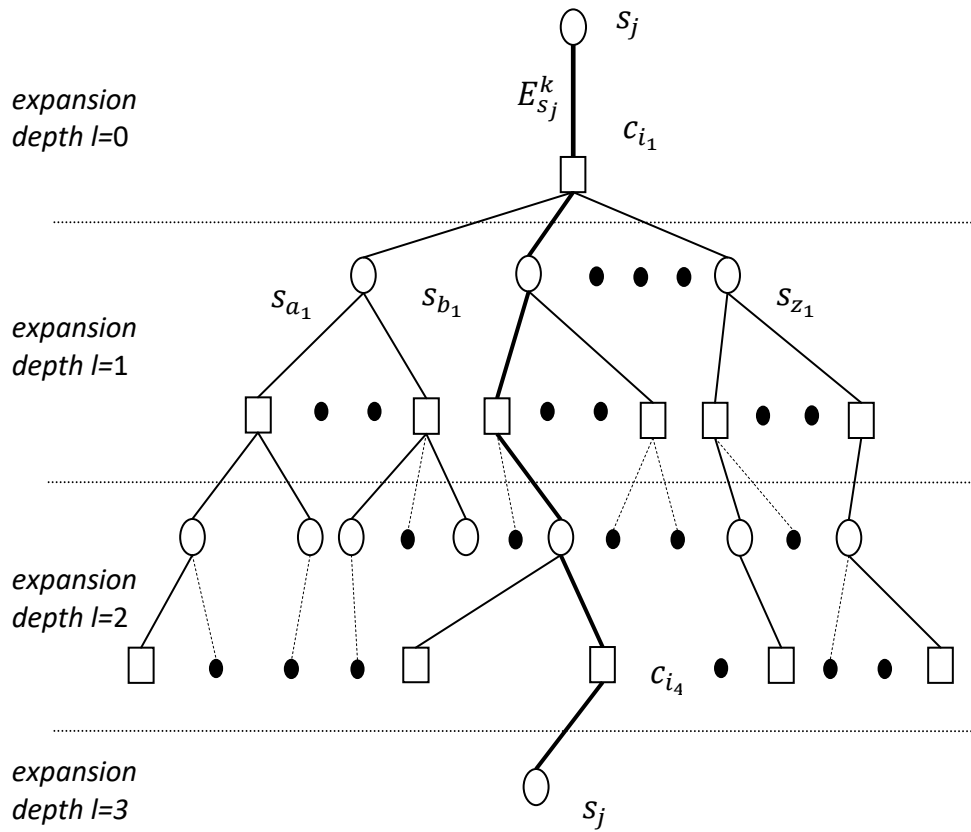 s_j
E_{s_j}^k
expansion
depth l=0
c_{i_1}
s_{a_1}
s_{b_1}
s_{z_1}
expansion
depth l=1
expansion
depth l=2
c_{i_4}
expansion
depth l=3
s_j